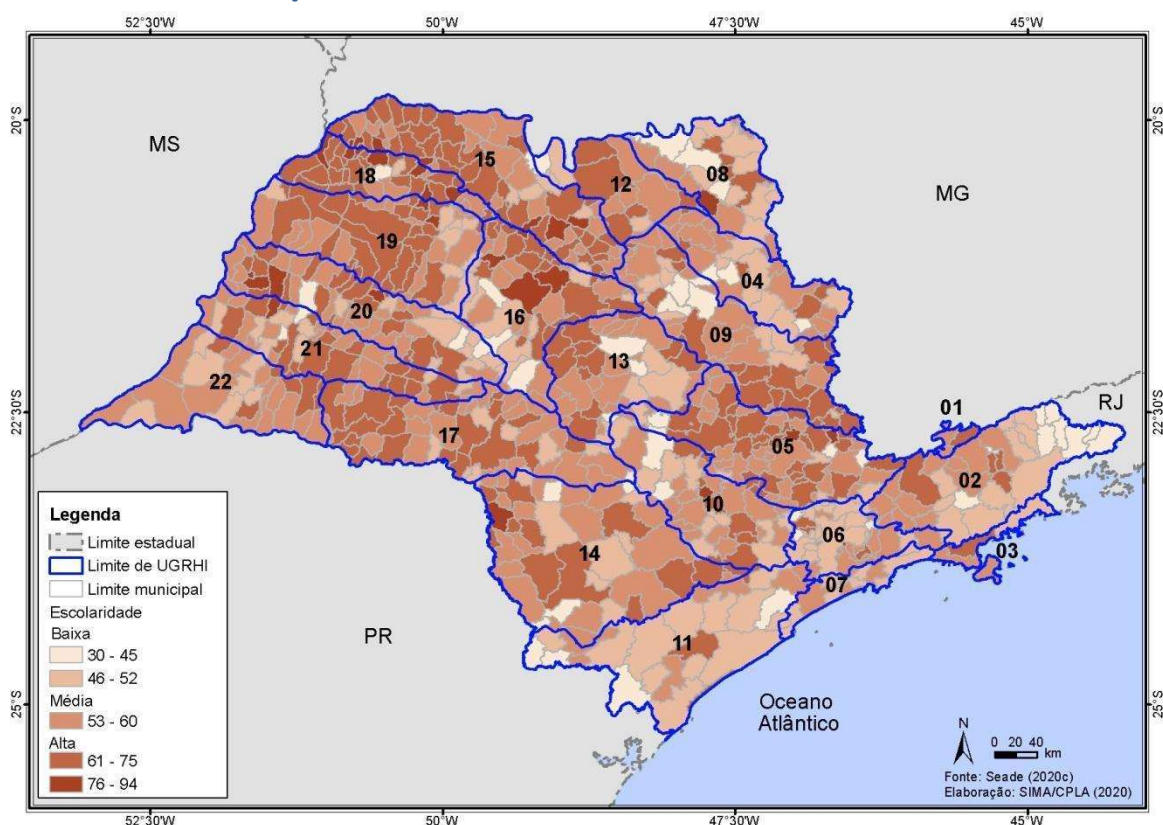 52°30'W
50°W
47°30'W
45°W
20°S
20°S
MS
MG
15
08
18
12
19
04
20
16
09
21
13
22
22°30'S
22°30'S
01
RJ
17
05
02
10
06
03
14
07
11
PR
25°S
25°S
Oceano
Atlântico
Legenda
Limite estadual
Limite de UGRHI
Limite municipal
Escolaridade
Baixa
30 - 45
46 - 52
Média
53 - 60
Alta
61 - 75
76 - 94
N
0 20 40
km
Fonte: Seade (2020c)
Elaboração: SIMA/CPLA (2020)
52°30'W
50°W
47°30'W
45°W